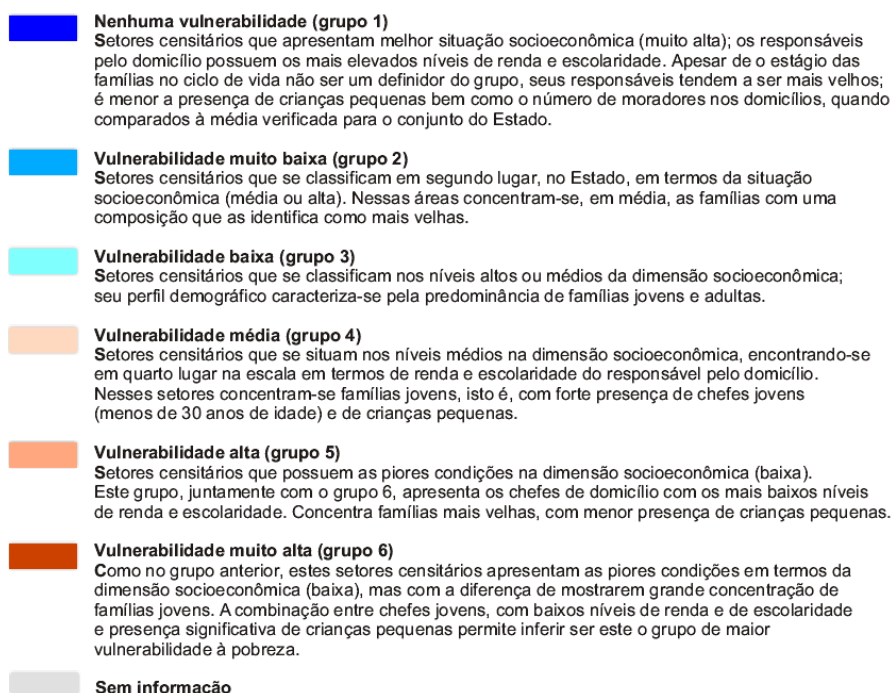 Nenhuma vulnerabilidade (grupo 1)
Setores censitários que apresentam melhor situação socioeconômica (muito alta); os responsáveis
pelo domicílio possuem os mais elevados níveis de renda e escolaridade. Apesar de o estágio das
famílias no ciclo de vida não ser um definidor do grupo, seus responsáveis tendem a ser mais velhos;
é menor a presença de crianças pequenas bem como o número de moradores nos domicílios, quando
comparados à média verificada para o conjunto do Estado.
Vulnerabilidade muito baixa (grupo 2)
Setores censitários que se classificam em segundo lugar, no Estado, em termos da situação
socioeconômica (média ou alta). Nessas áreas concentram-se, em média, as famílias com uma
composição que as identifica como mais velhas.
Vulnerabilidade baixa (grupo 3)
Setores censitários que se classificam nos níveis altos ou médios da dimensão socioeconômica;
seu perfil demográfico caracteriza-se pela predominância de famílias jovens e adultas.
Vulnerabilidade média (grupo 4)
Setores censitários que se situam nos níveis médios na dimensão socioeconômica, encontrando-se
em quarto lugar na escala em termos de renda e escolaridade do responsável pelo domicílio.
Nesses setores concentram-se famílias jovens, isto é, com forte presença de chefes jovens
(menos de 30 anos de idade) e de crianças pequenas.
Vulnerabilidade alta (grupo 5)
Setores censitários que possuem as piores condições na dimensão socioeconômica (baixa).
Este grupo, juntamente com o grupo 6, apresenta os chefes de domicílio com os mais baixos níveis
de renda e escolaridade. Concentra famílias mais velhas, com menor presença de crianças pequenas.
Vulnerabilidade muito alta (grupo 6)
Como no grupo anterior, estes setores censitários apresentam as piores condições em termos da
dimensão socioeconômica (baixa), mas com a diferença de mostrarem grande concentração de
famílias jovens. A combinação entre chefes jovens, com baixos níveis de renda e de escolaridade
e presença significativa de crianças pequenas permite inferir ser este o grupo de maior
vulnerabilidade à pobreza.
Sem informação